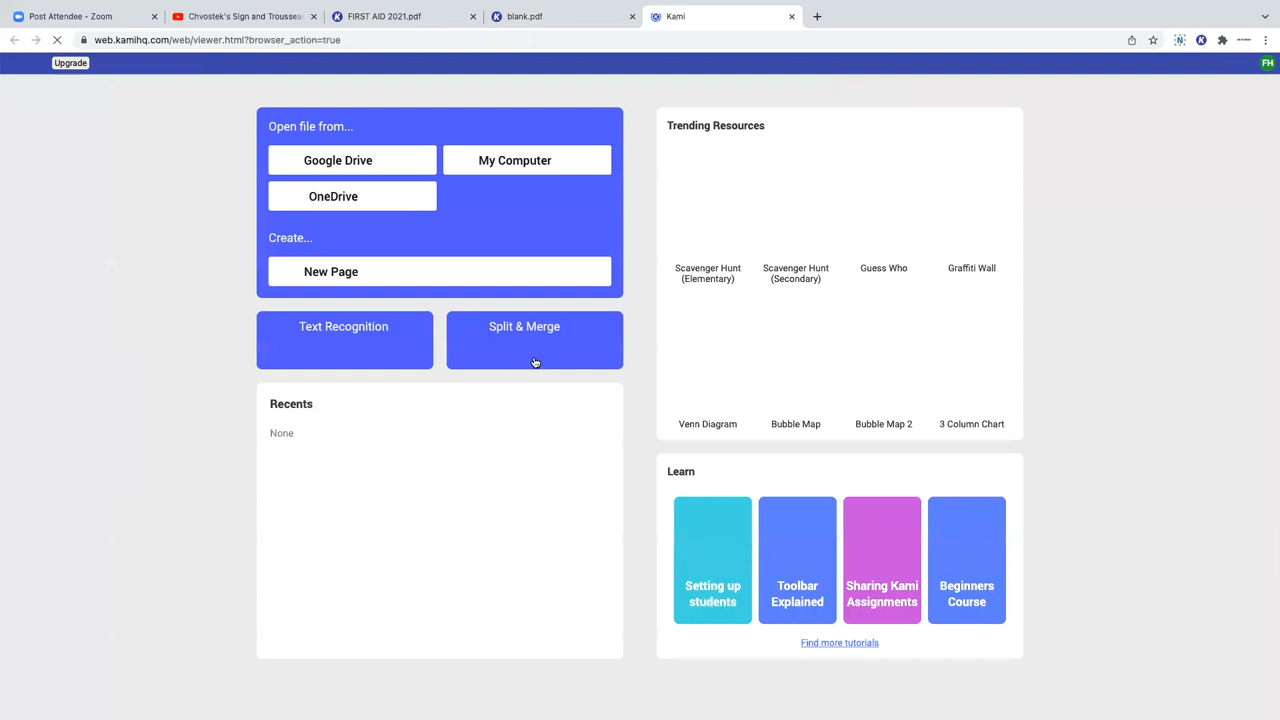 Post Attendee - Zoom
Chvostek's Sign and Troussea
FIRST AID 2021.pdf
blank.pdf
Kami
web.kamihq.com/web/viewer.html?browser_action=true
Upgrade
FH
Open file from...
Google Drive
My Computer
OneDrive
Create...
New Page
Text Recognition
Split & Merge
Recents
None
Trending Resources
Scavenger Hunt
(Elementary)
Scavenger Hunt
(Secondary)
Guess Who
Graffiti Wall
Venn Diagram
Bubble Map
Bubble Map 2
3 Column Chart
Learn
Setting up
students
Toolbar
Explained
Sharing Kami
Assignments
Beginners
Course
Find more tutorials